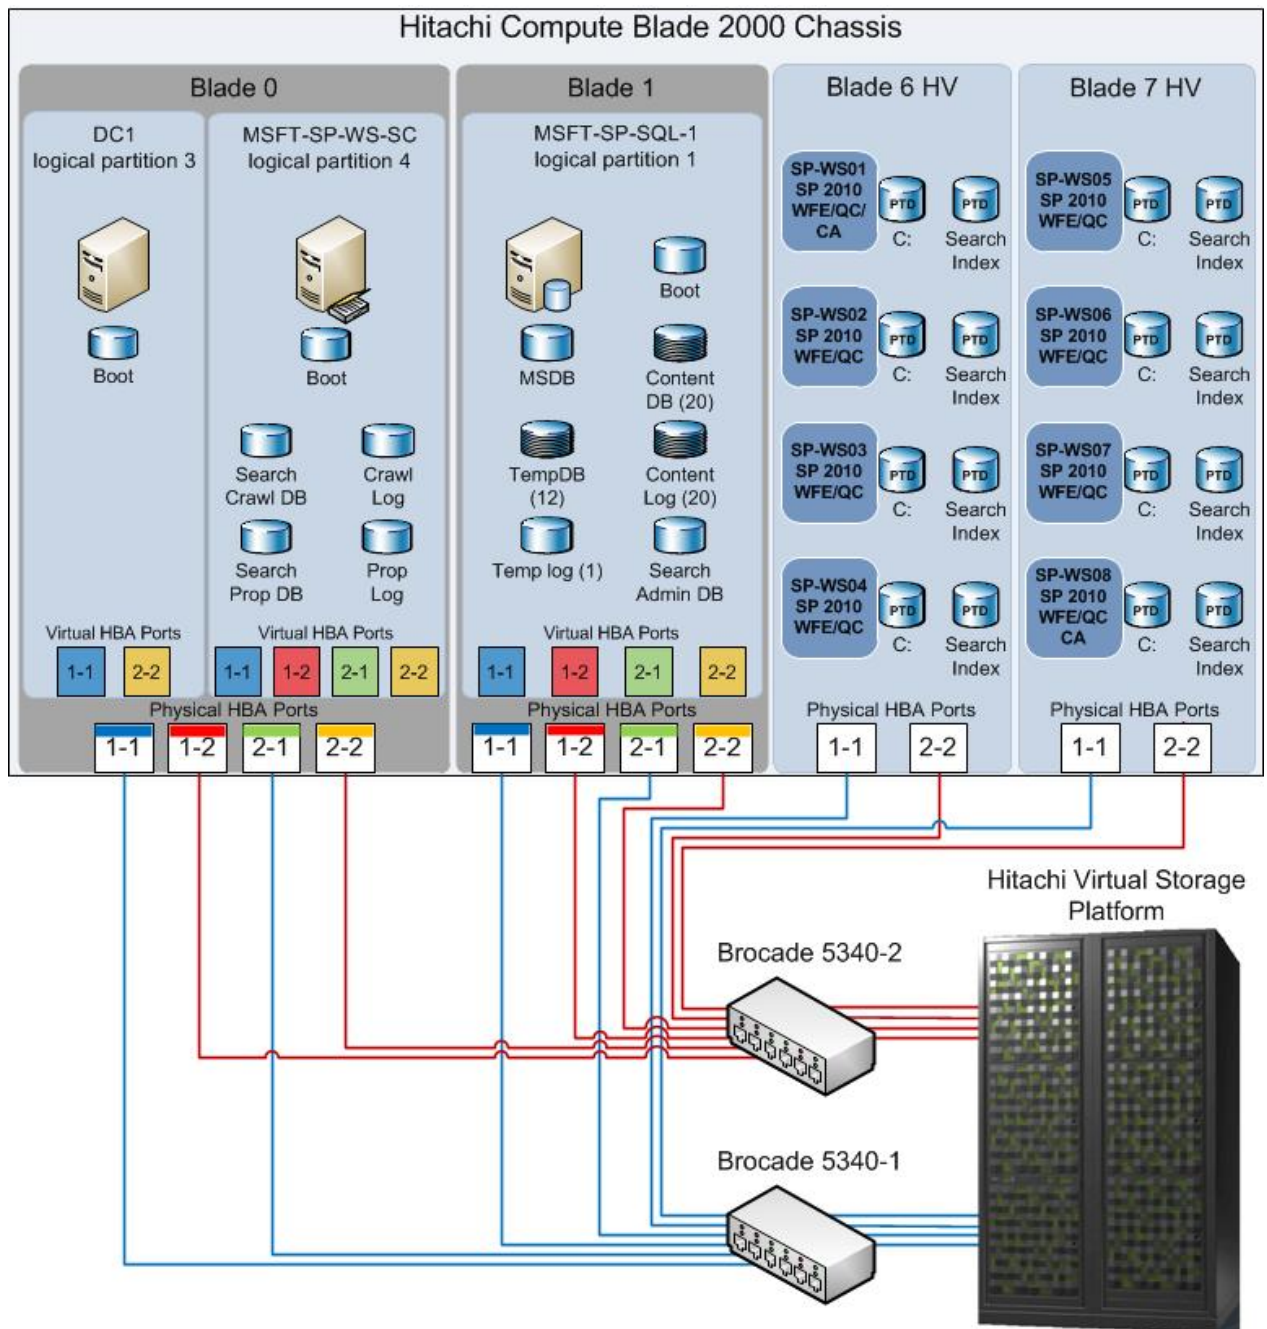 Hitachi Compute Blade 2000 Chassis
Blade 0
DC1
logical partition 3
Boot
Virtual HBA Ports
1-1
2-2
MSFT-SP-WS-SC
logical partition 4
Boot
Search
Crawl DB
Crawl
Log
Search
Prop DB
Prop
Log
Virtual HBA Ports
1-1
1-2
2-1
2-2
Physical HBA Ports
1-1
1-2
2-1
2-2
Blade 1
MSFT-SP-SQL-1
logical partition 1
Boot
MSDB
Content
DB (20)
TempDB
(12)
Content
Log (20)
Temp log (1)
Search
Admin DB
Virtual HBA Ports
1-1
1-2
2-1
2-2
Physical HBA Ports
1-1
1-2
2-1
2-2
Blade 6 HV
SP-WS01
SP 2010
WFE/QC/
CA
PTD
C:
PTD
Search
Index
SP-WS02
SP 2010
WFE/QC
PTD
C:
PTD
Search
Index
SP-WS03
SP 2010
WFE/QC
PTD
C:
PTD
Search
Index
SP-WS04
SP 2010
WFE/QC
PTD
C:
PTD
Search
Index
Physical HBA Ports
1-1
2-2
Blade 7 HV
SP-WS05
SP 2010
WFE/QC
PTD
C:
PTD
Search
Index
SP-WS06
SP 2010
WFE/QC
PTD
C:
PTD
Search
Index
SP-WS07
SP 2010
WFE/QC
PTD
C:
PTD
Search
Index
SP-WS08
SP 2010
WFE/QC
CA
PTD
C:
PTD
Search
Index
Physical HBA Ports
1-1
2-2
Hitachi Virtual Storage
Platform
Brocade 5340-2
Brocade 5340-1